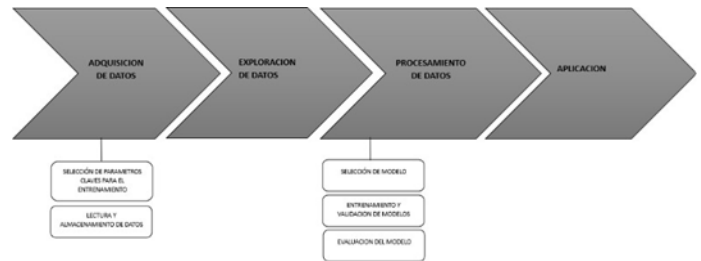 ADQUISICION
DE DATOS
EXPLORACION
DE DATOS
PROCESAMIENTO
DE DATOS
APLICACION
SELECCIÓN DE PARAMETROS
CLAVES PARA EL
ENTRENAMIENTO
LECTURA Y
ALMACENAMIENTO DE DATOS
SELECCIÓN DE MODELO
ENTRENAMIENTO Y
VALIDACION DE MODELOS
EVALUACION DEL MODELO